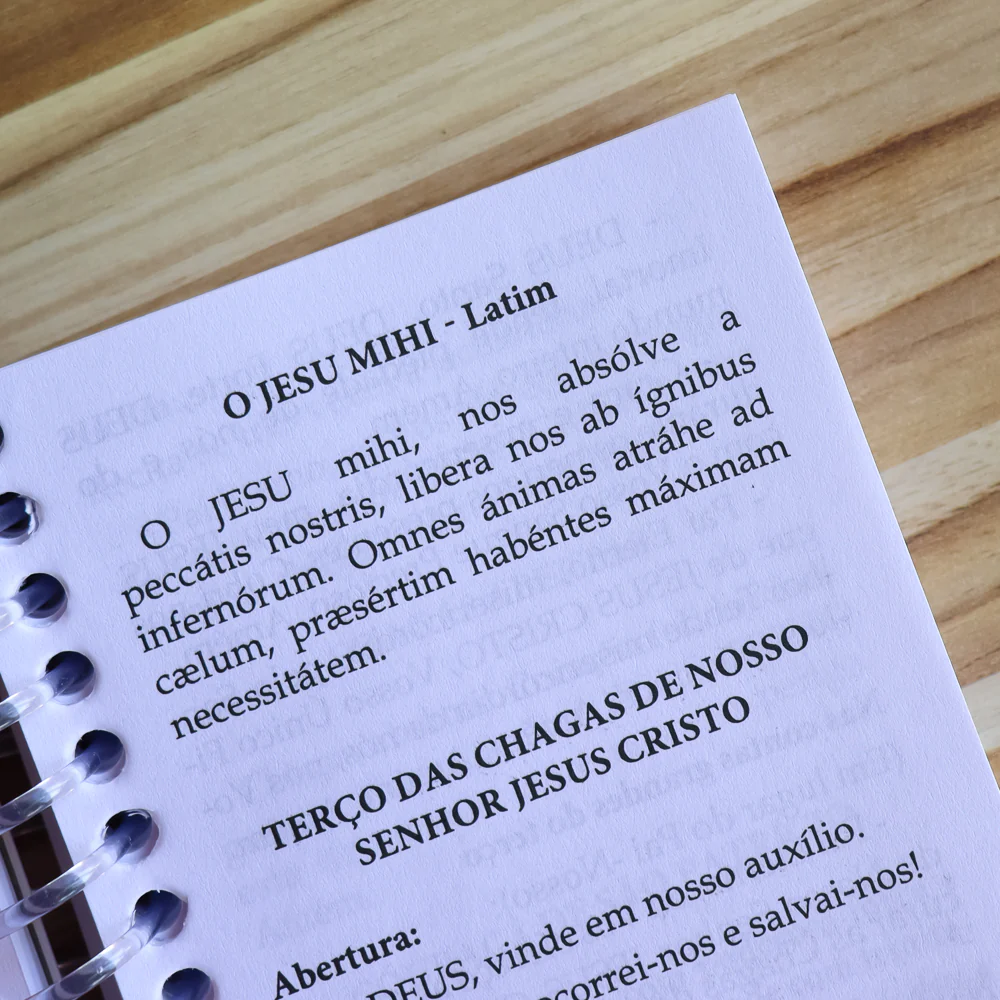 O JESU MIHI - Latim
O JESU mihi, nos absólve a
peccátis nostris, libera nos ab ígnibus
infernórum. Omnes ánimas atráhe ad
cælum, præsértim habéntes máximam
necessitátem.
TERÇO DAS CHAGAS DE NOSSO
SENHOR JESUS CRISTO
Abertura:
DEUS, vinde em nosso auxílio.
e salvai-nos!